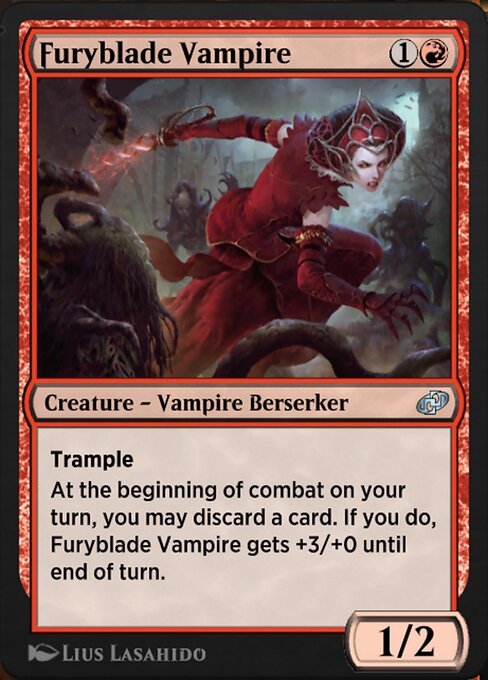 Furyblade Vampire 1
Creature – Vampire Berserker
Trample
At the beginning of combat on your
turn, you may discard a card. If you do,
Furyblade Vampire gets +3/+0 until
end of turn.
1/2
Lius Lasahido